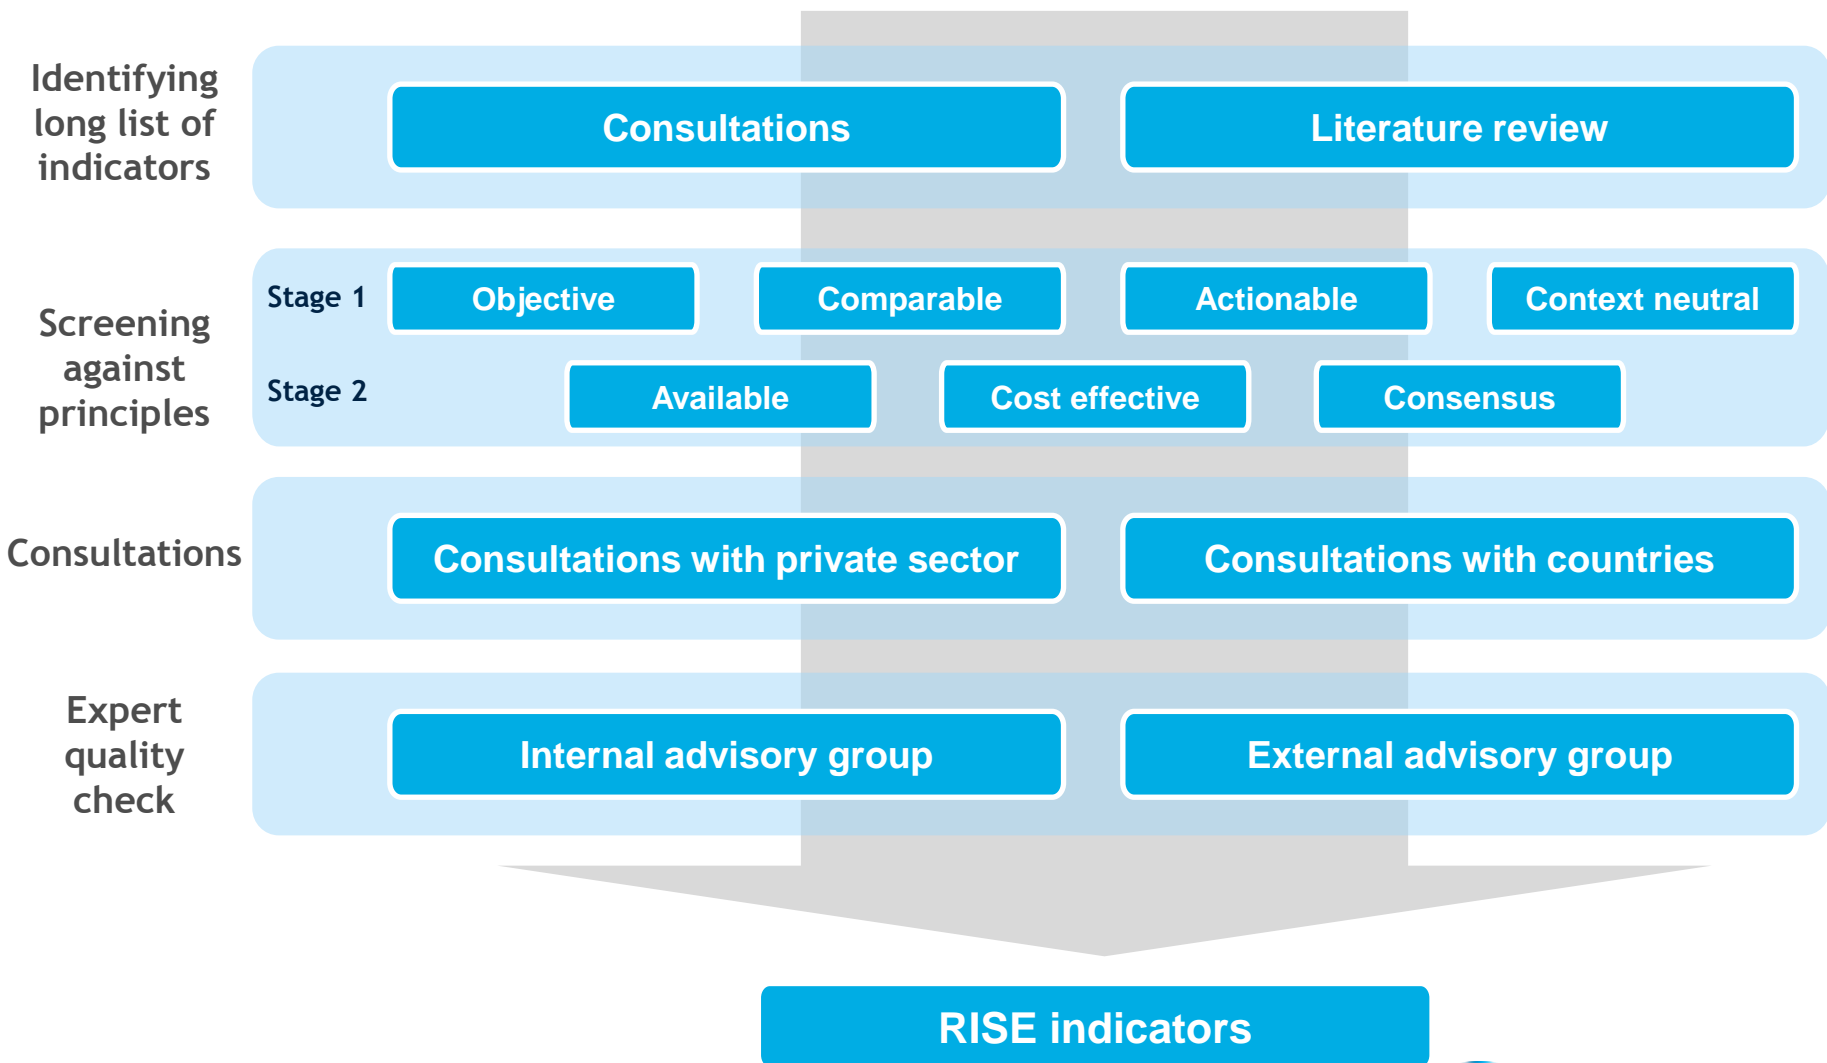 Identifying
long list of
indicators
Consultations
Literature review
Screening
against
principles
Stage 1
Objective
Comparable
Actionable
Context neutral
Stage 2
Available
Cost effective
Consensus
Consultations
Consultations with private sector
Consultations with countries
Expert
quality
check
Internal advisory group
External advisory group
RISE indicators